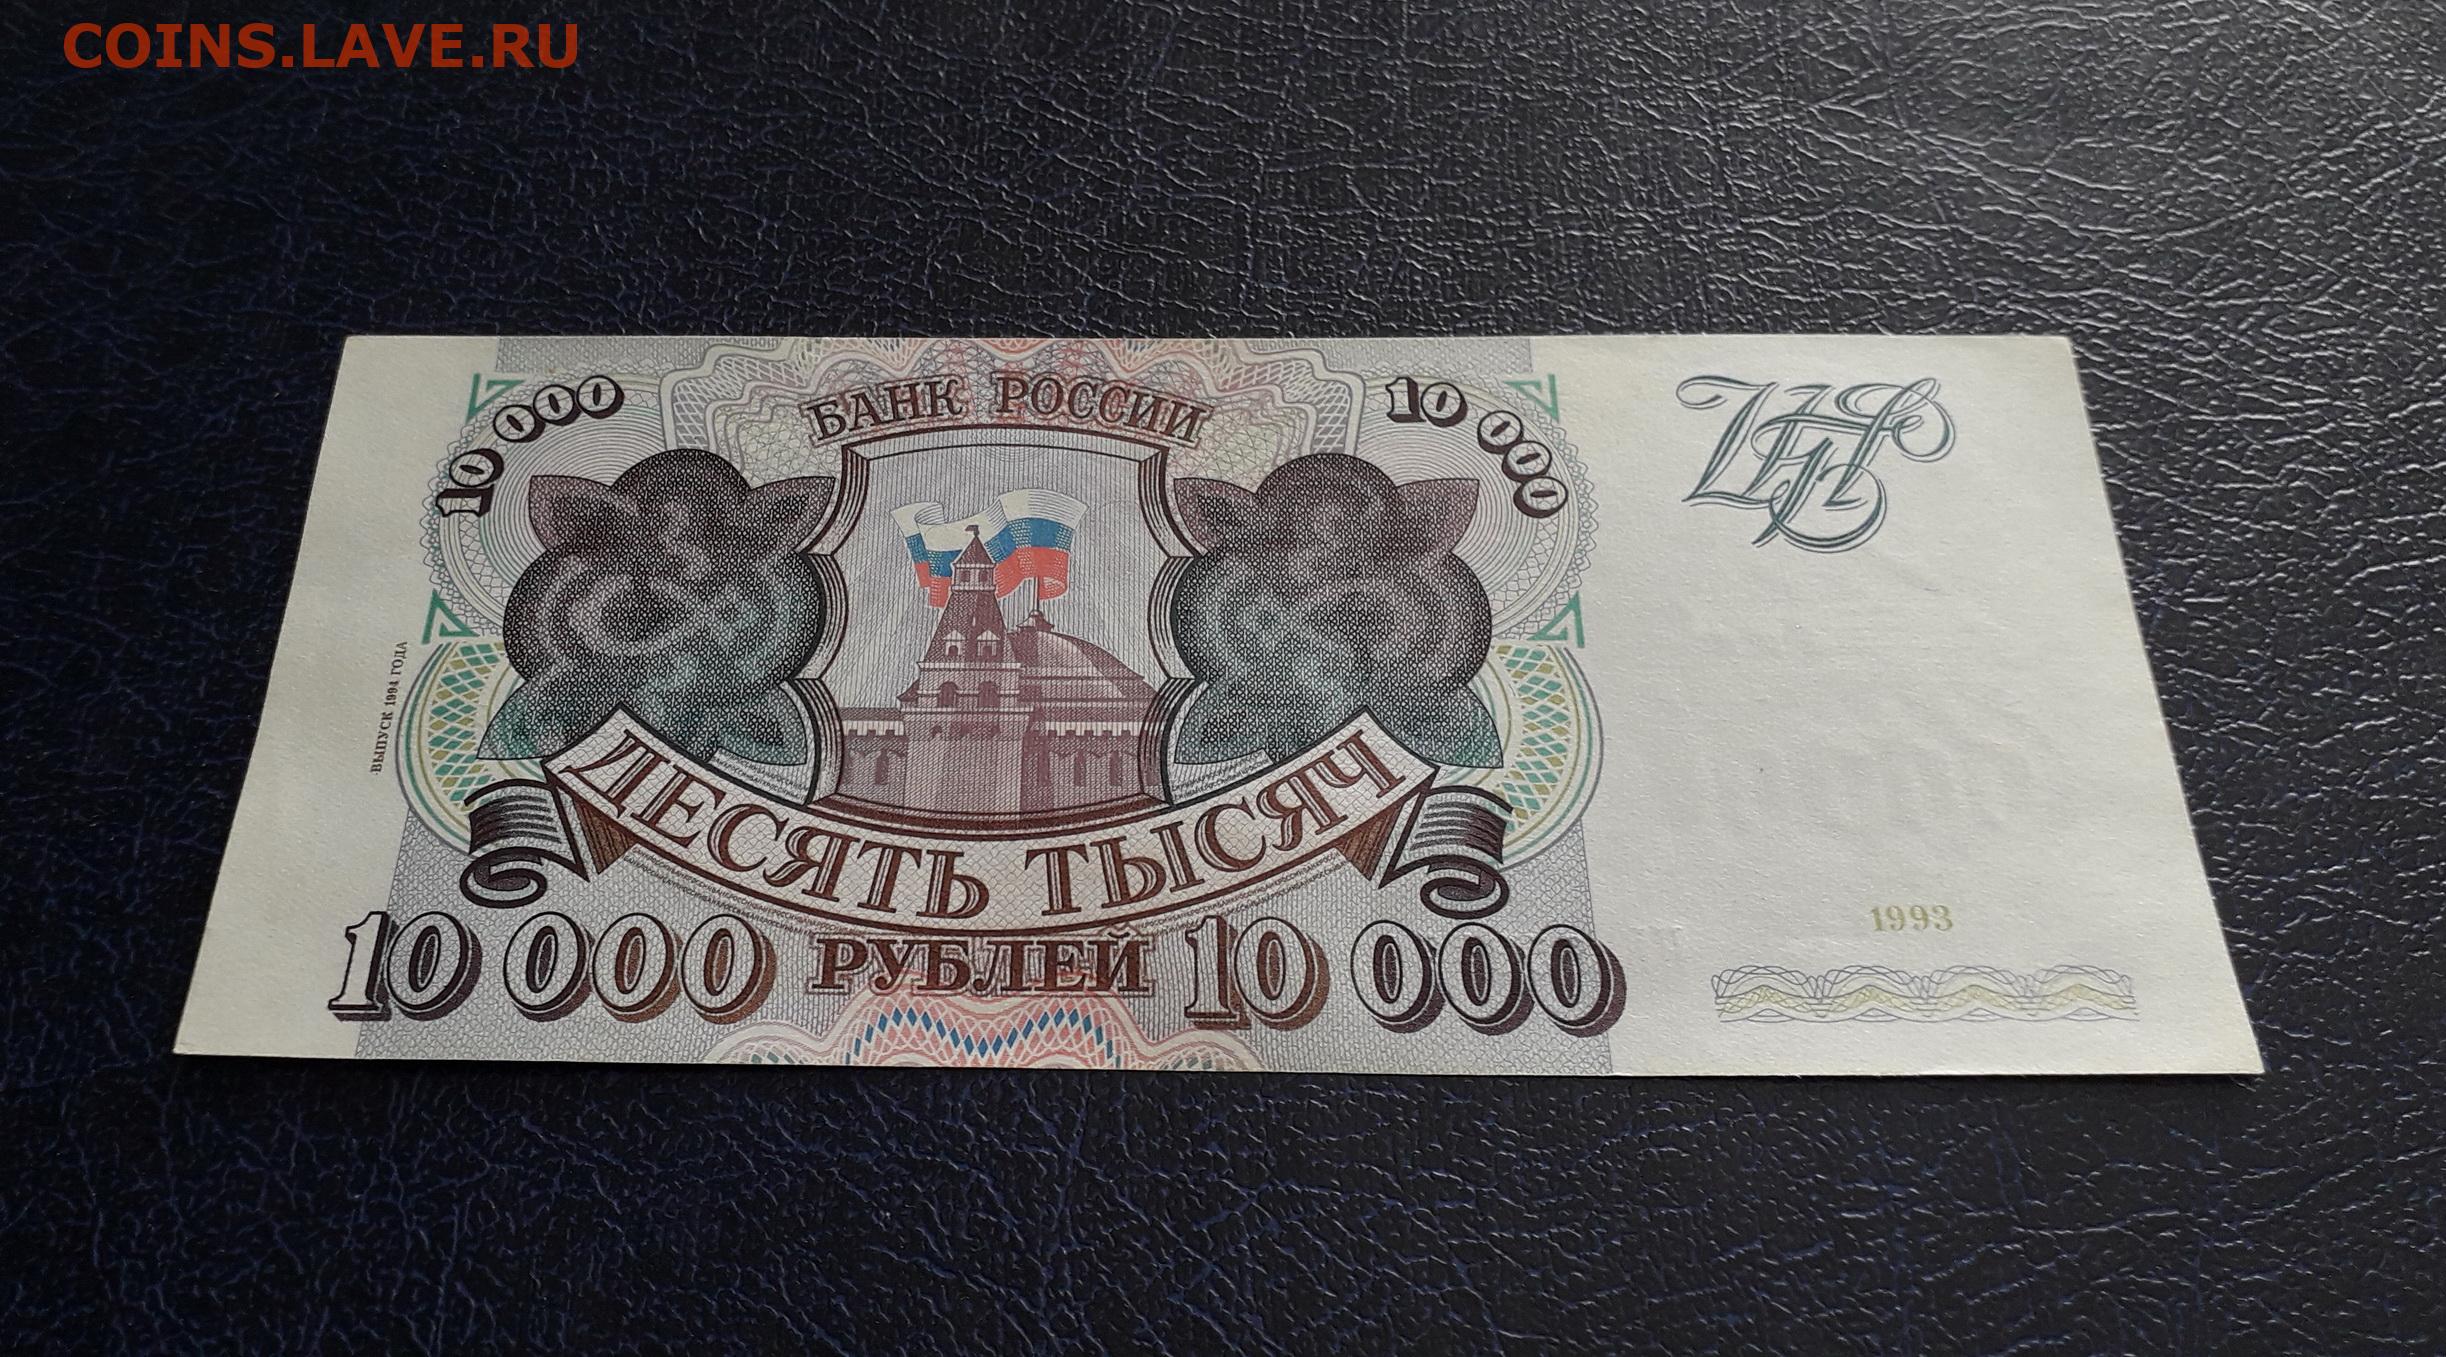 COINS.LAVE.RU
БАНК РОССИИ
10 000
10 000
ВЫПУСК 1994 ГОДА
ДЕСЯТЬ ТЫСЯЧ
10 000 РУБЛЕЙ 10 000
1993